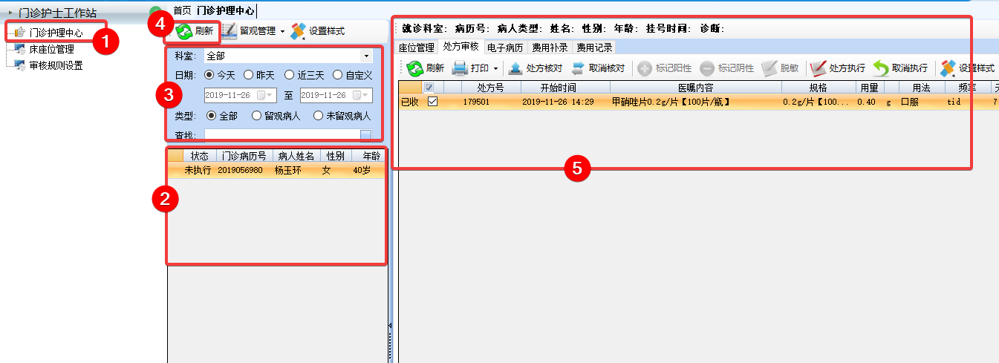 门诊护士工作站
门诊护理中心
床座位管理
审核规则设置
1
首页 门诊护理中心
4
刷新 留观管理 设置样式
3
科室: 全部
日期: 今天 昨天 近三天 自定义
2019-11-26 至 2019-11-26
类型: 全部 留观病人 未留观病人
查找:
2
状态 门诊病历号 病人姓名 性别 年龄
未执行 2019056980 杨玉环 女 40岁
就诊科室: 病历号: 病人类型: 姓名: 性别: 年龄: 挂号时间: 诊断:
座位管理 处方审核 电子病历 费用补录 费用记录
刷新 打印 处方核对 取消核对 标记阳性 标记阴性 脱敏 处方执行 取消执行 设置样式
处方号 开始时间 医嘱内容 规格 用量 用法 频率 天
已收 179501 2019-11-26 14:29 甲硝唑片0.2g/片【100片/瓶】 0.2g/片【100... 0.40 g 口服 tid 7
5